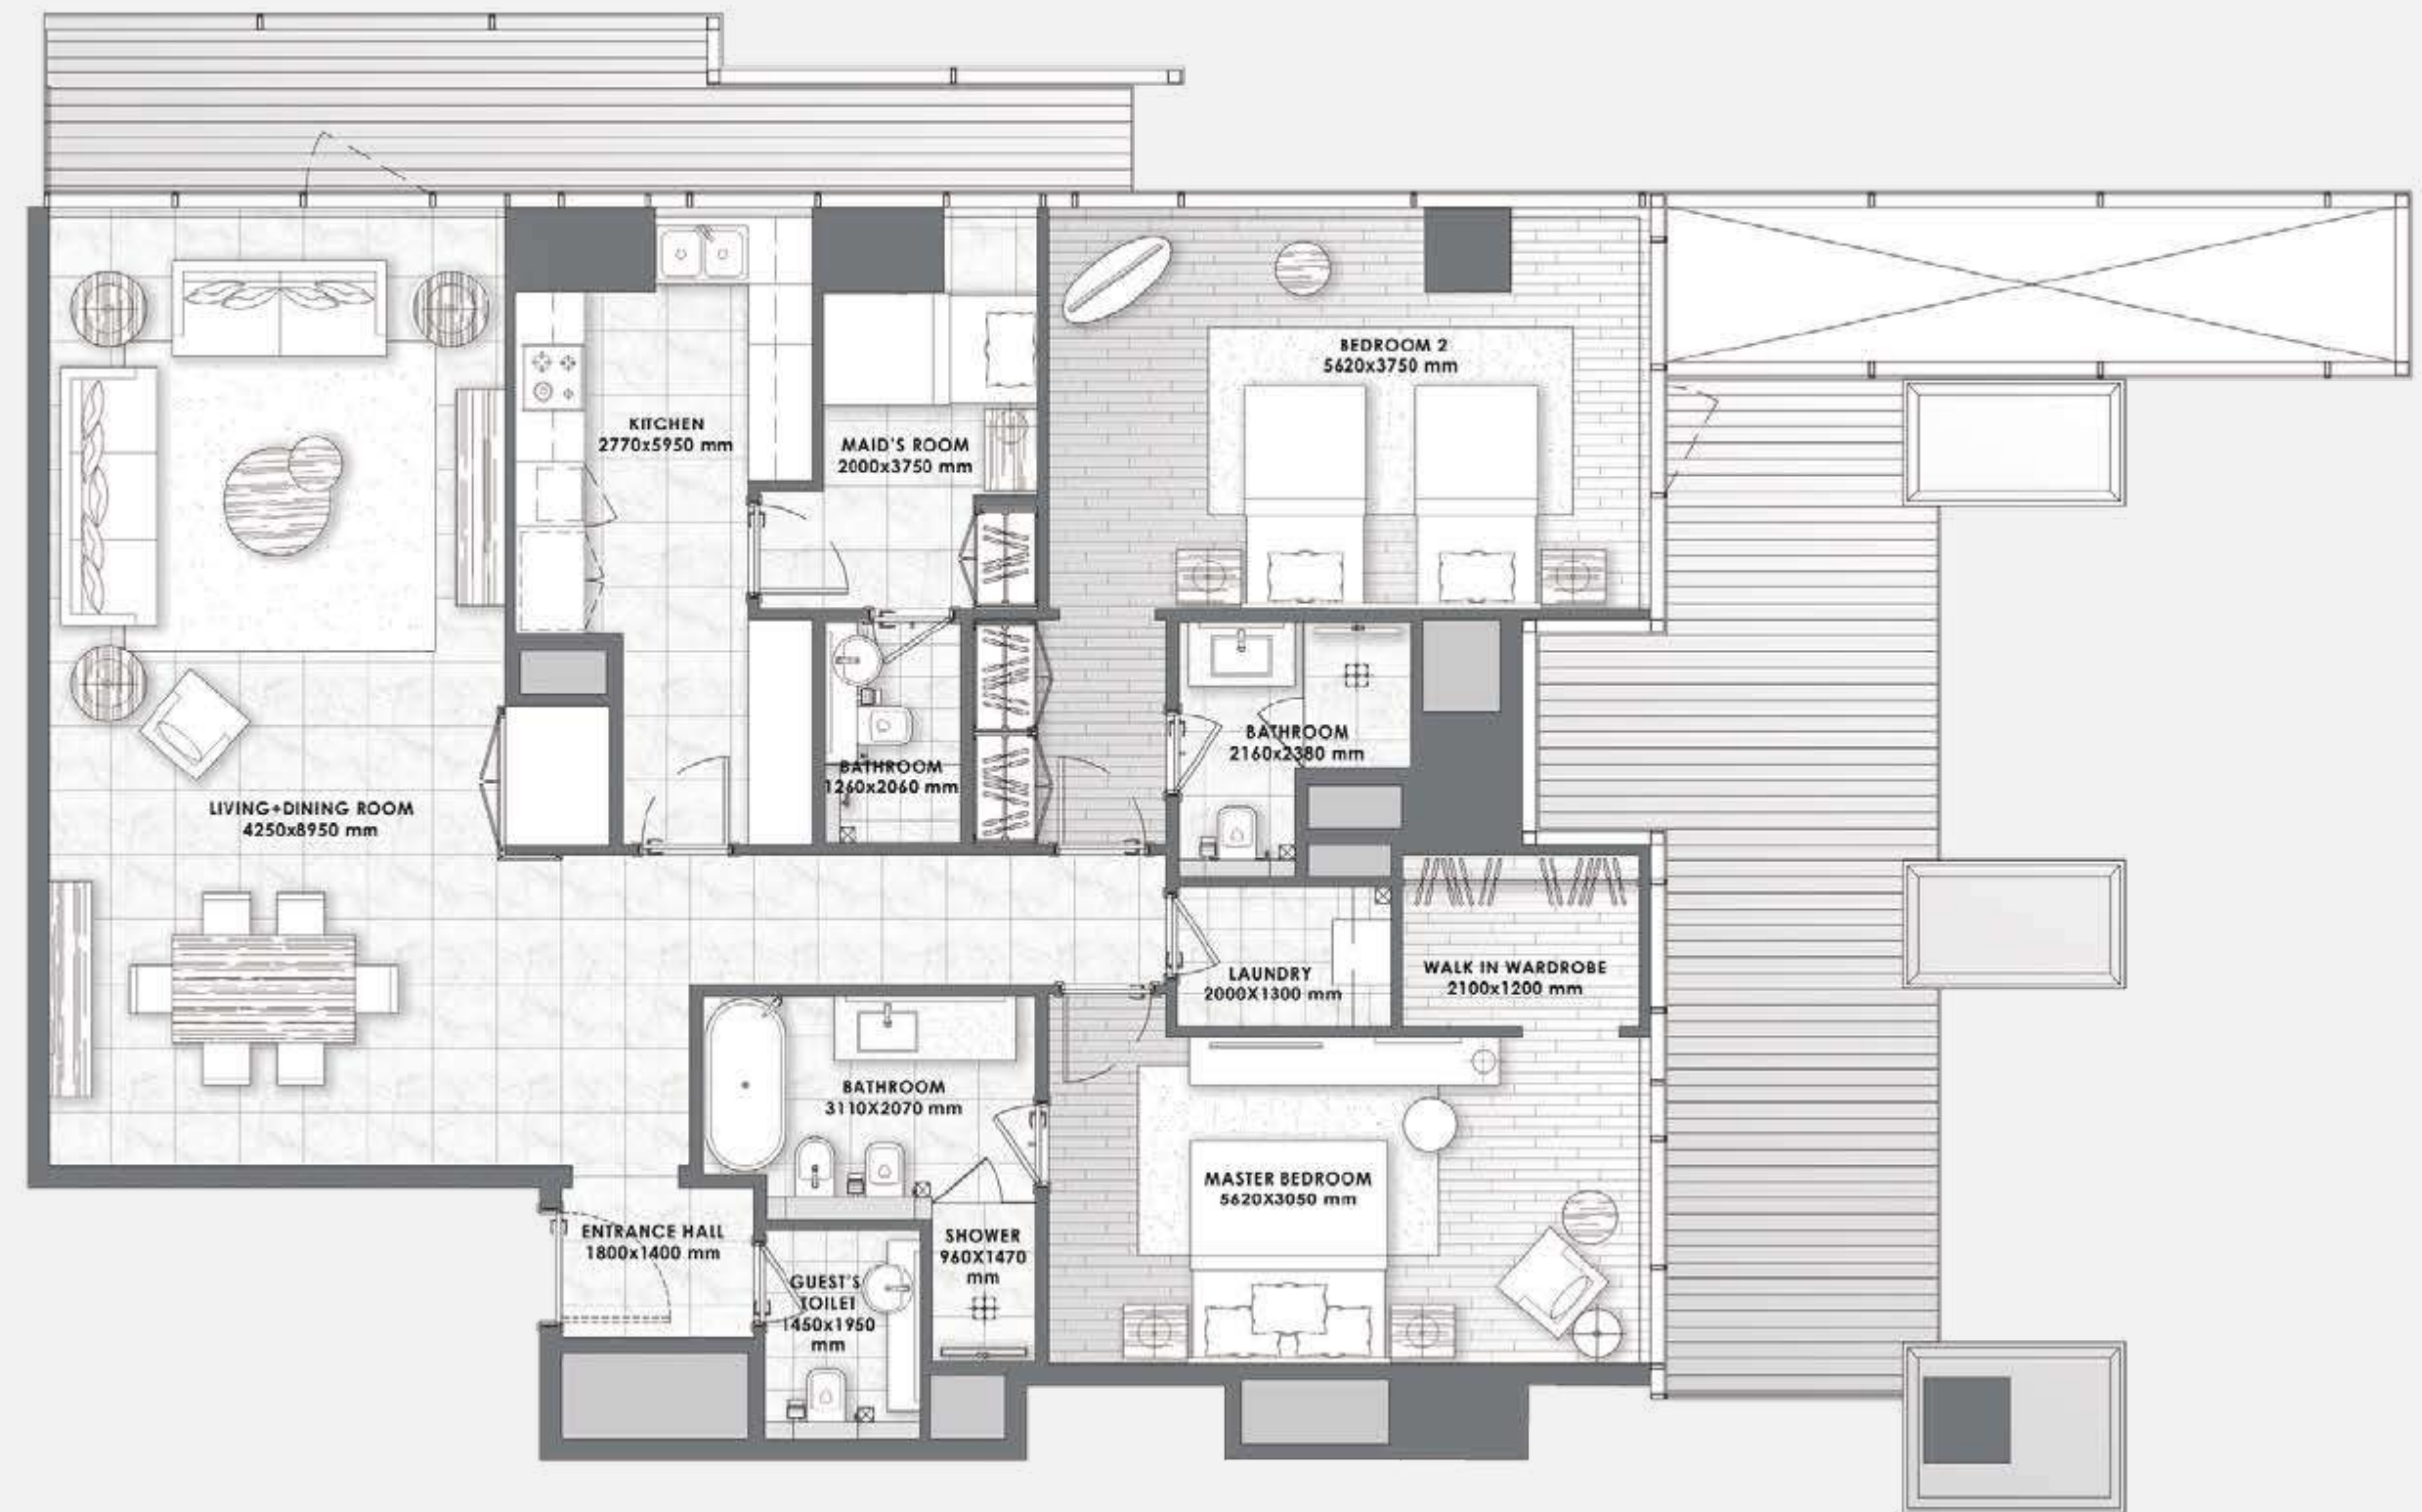 BEDROOM 2
5620x3750 mm
KITCHEN
2770x5950 mm
MAID'S ROOM
2000x3750 mm
BATHROOM
2160x2380 mm
BATHROOM
1260x2060 mm
LIVING+DINING ROOM
4250x8950 mm
LAUNDRY
2000X1300 mm
WALK IN WARDROBE
2100x1200 mm
BATHROOM
3110X2070 mm
MASTER BEDROOM
5620X3050 mm
ENTRANCE HALL
1800x1400 mm
SHOWER
960X1470
mm
GUEST'S
TOILET
1450x1950
mm